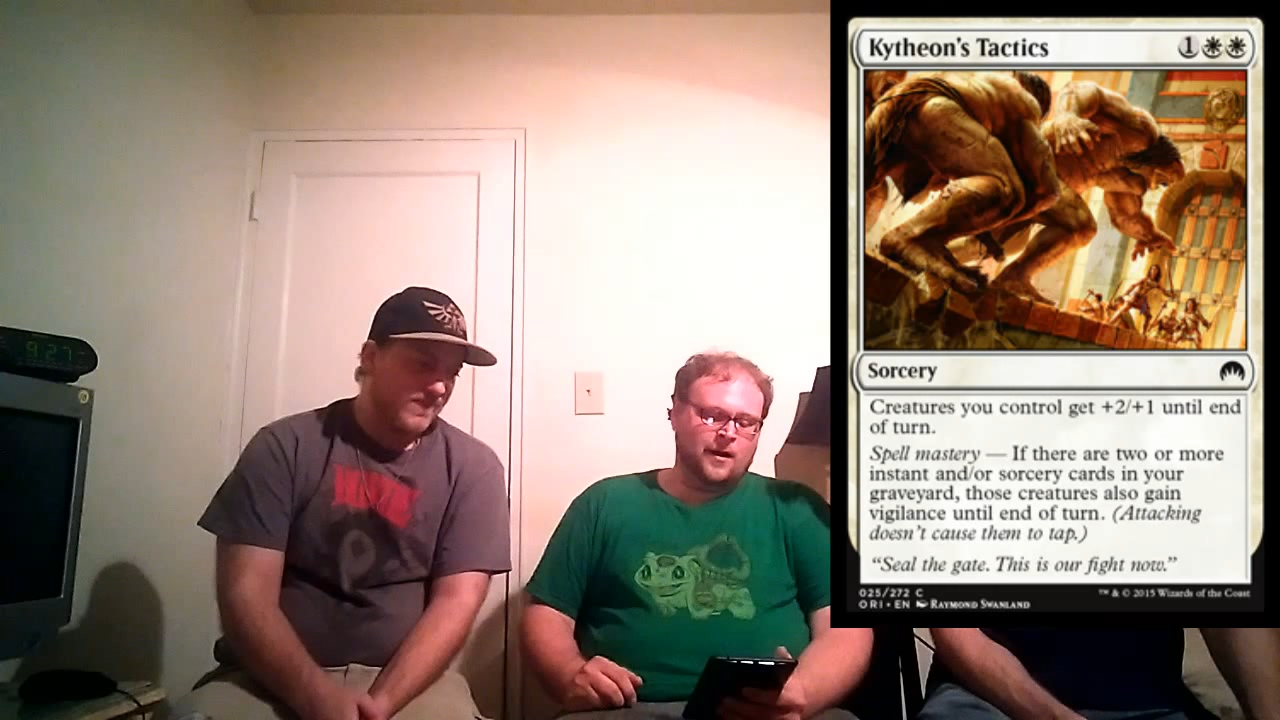 9:27
Kytheon's Tactics 1
Sorcery
Creatures you control get +2/+1 until end
of turn.
Spell mastery — If there are two or more
instant and/or sorcery cards in your
graveyard, those creatures also gain
vigilance until end of turn. (Attacking
doesn't cause them to tap.)
"Seal the gate. This is our fight now."
025/272 C
ORI • EN Raymond Swanland
™ & © 2015 Wizards of the Coast